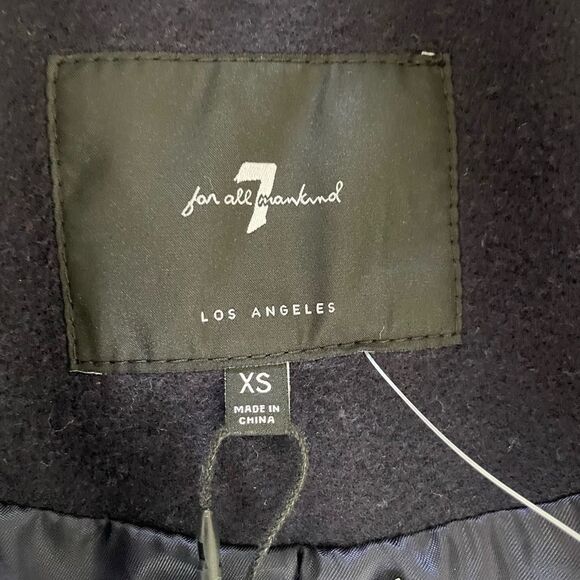 7
for all mankind
LOS ANGELES
XS
MADE IN
CHINA